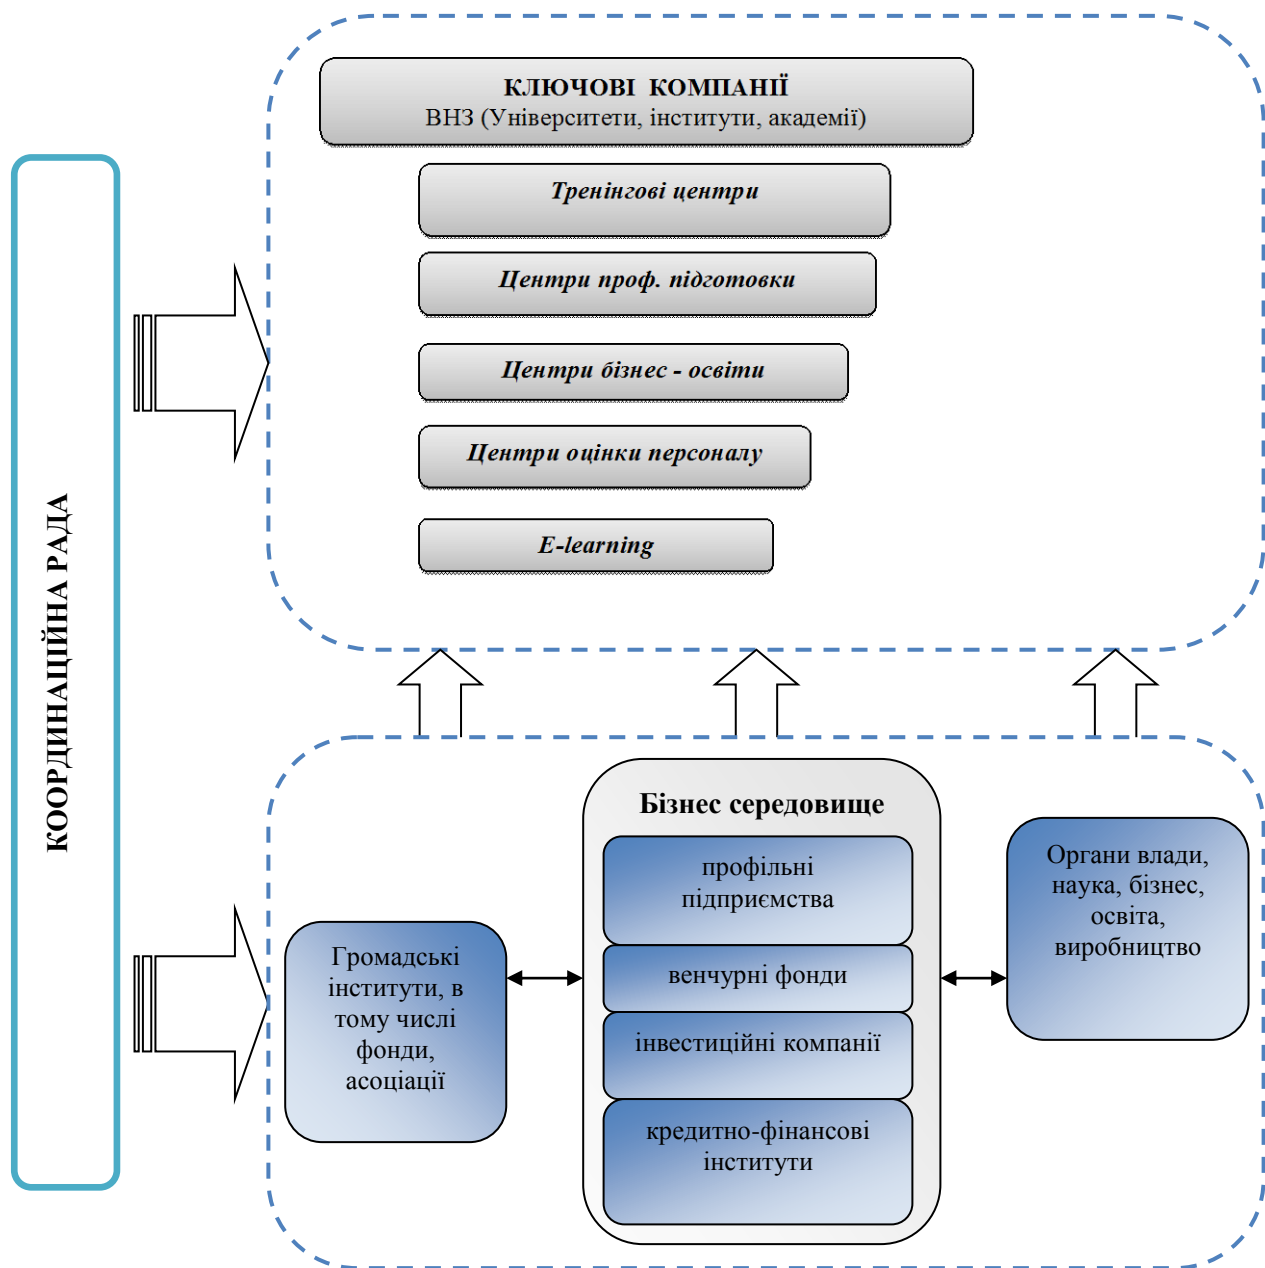 КООРДИНАЦІЙНА РАДА
КЛЮЧОВІ КОМПАНІЇ
ВНЗ (Університети, інститути, академії)
Тренінгові центри
Центри проф. підготовки
Центри бізнес - освіти
Центри оцінки персоналу
E-learning
Громадські
інститути, в
тому числі
фонди,
асоціації
Бізнес середовище
профільні
підприємства
венчурні фонди
інвестиційні компанії
кредитно-фінансові
інститути
Органи влади,
наука, бізнес,
освіта,
виробництво